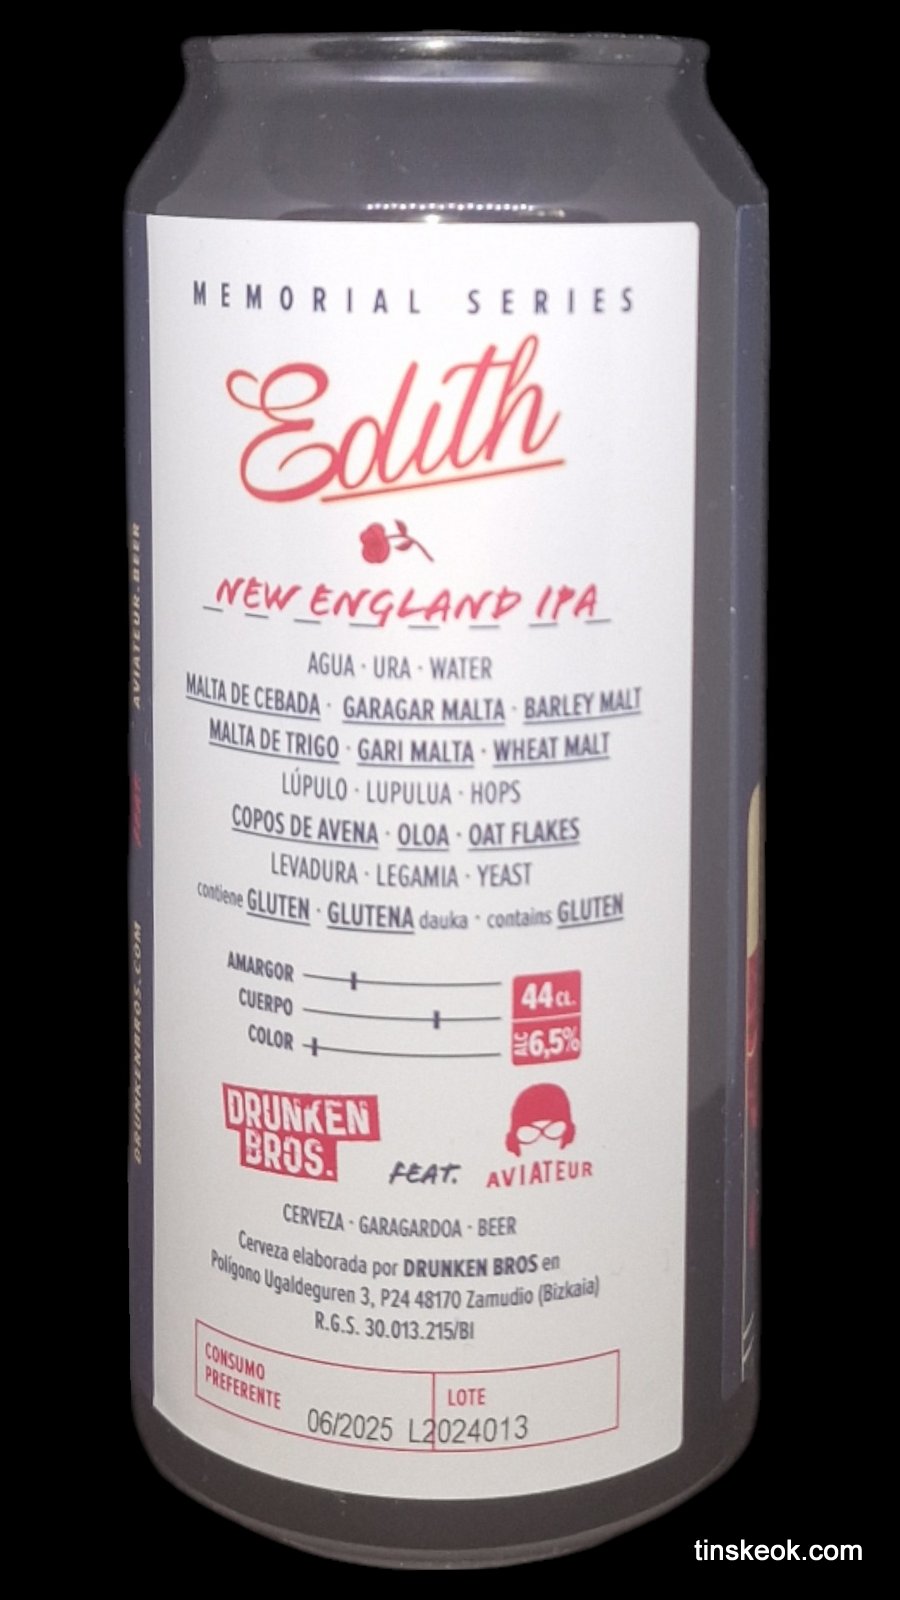 MEMORIAL SERIES
Edith
NEW ENGLAND IPA
AGUA · URA · WATER
MALTA DE CEBADA · GARAGAR MALTA · BARLEY MALT
MALTA DE TRIGO · GARI MALTA · WHEAT MALT
LÚPULO · LUPULUA · HOPS
COPOS DE AVENA · OLOA · OAT FLAKES
LEVADURA · LEGAMIA · YEAST
contiene GLUTEN · GLUTENA dauka · contains GLUTEN
AMARGOR
CUERPO
COLOR
44CL.
ALC 6,5%
DRUNKEN
BROS.
FEAT.
AVIATEUR
CERVEZA · GARAGARDOA · BEER
Cerveza elaborada por DRUNKEN BROS en
Polígono Ugaldeguren 3, P24 48170 Zamudio (Bizkaia)
R.G.S. 30.013.215/BI
CONSUMO
PREFERENTE
LOTE
06/2025 L2024013
DRUNKENBROS.COM
FEAT
AVIATEUR.BEER
tinskeok.com